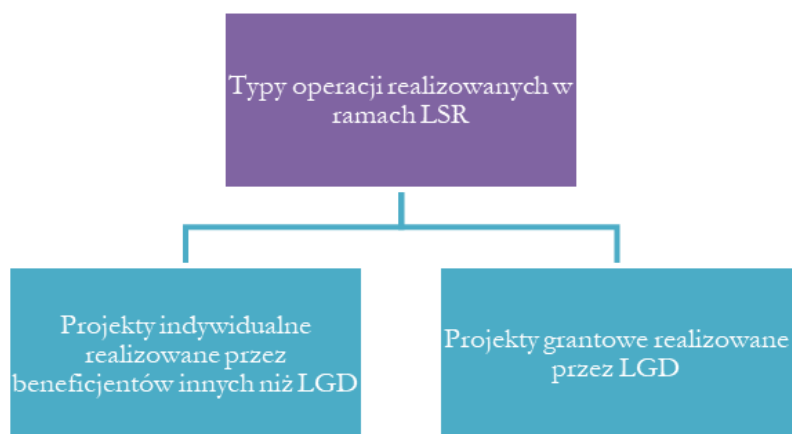 Typy operacji realizowanych w
ramach LSR
Projekty indywidualne
realizowane przez
beneficjentów innych niż LGD
Projekty grantowe realizowane
przez LGD